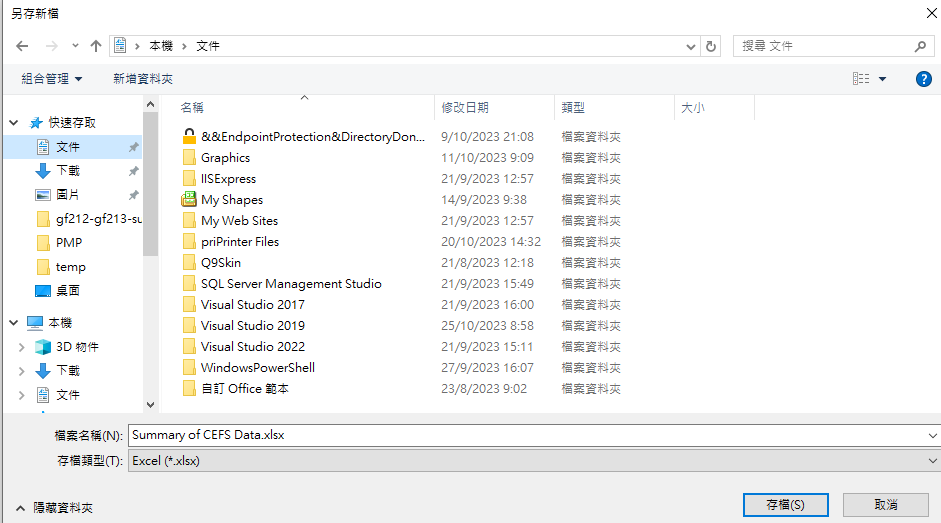 另存新檔
本機 › 文件
搜尋 文件
組合管理 新增資料夾
名稱 修改日期 類型 大小
快速存取
文件
下載
圖片
gf212-gf213-su
PMP
temp
桌面
本機
3D 物件
下載
文件
&&EndpointProtection&DirectoryDon... 9/10/2023 21:08 檔案資料夾
Graphics 11/10/2023 9:09 檔案資料夾
IISExpress 21/9/2023 12:57 檔案資料夾
My Shapes 14/9/2023 9:38 檔案資料夾
My Web Sites 21/9/2023 12:57 檔案資料夾
priPrinter Files 20/10/2023 14:32 檔案資料夾
Q9Skin 21/8/2023 12:18 檔案資料夾
SQL Server Management Studio 21/9/2023 15:49 檔案資料夾
Visual Studio 2017 21/9/2023 16:00 檔案資料夾
Visual Studio 2019 25/10/2023 8:58 檔案資料夾
Visual Studio 2022 21/9/2023 15:11 檔案資料夾
WindowsPowerShell 27/9/2023 16:07 檔案資料夾
自訂 Office 範本 23/8/2023 9:02 檔案資料夾
檔案名稱(N): Summary of CEFS Data.xlsx
存檔類型(T): Excel (*.xlsx)
隱藏資料夾 存檔(S) 取消